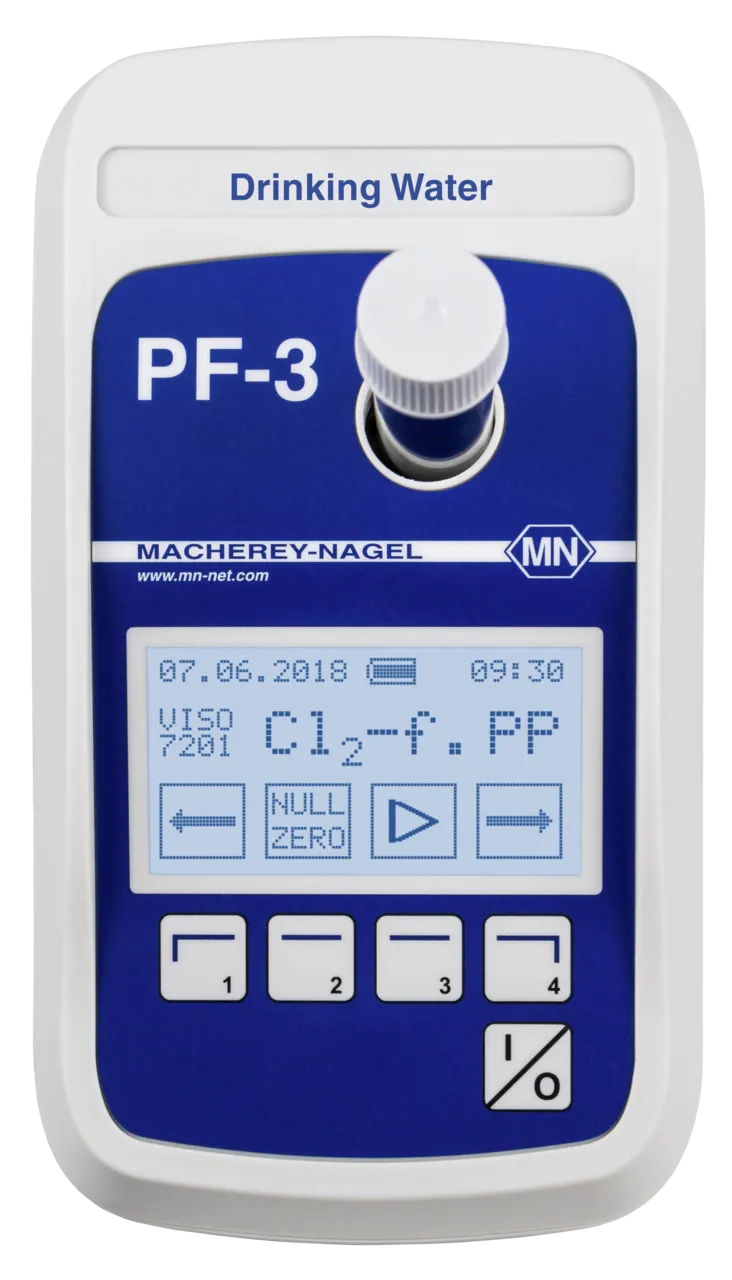 Drinking Water
PF-3
MACHEREY-NAGEL MN
www.mn-net.com
07.06.2018 09:30
VISO
7201
Cl₂-f. PP
NULL
ZERO
1 2 3 4
I/O